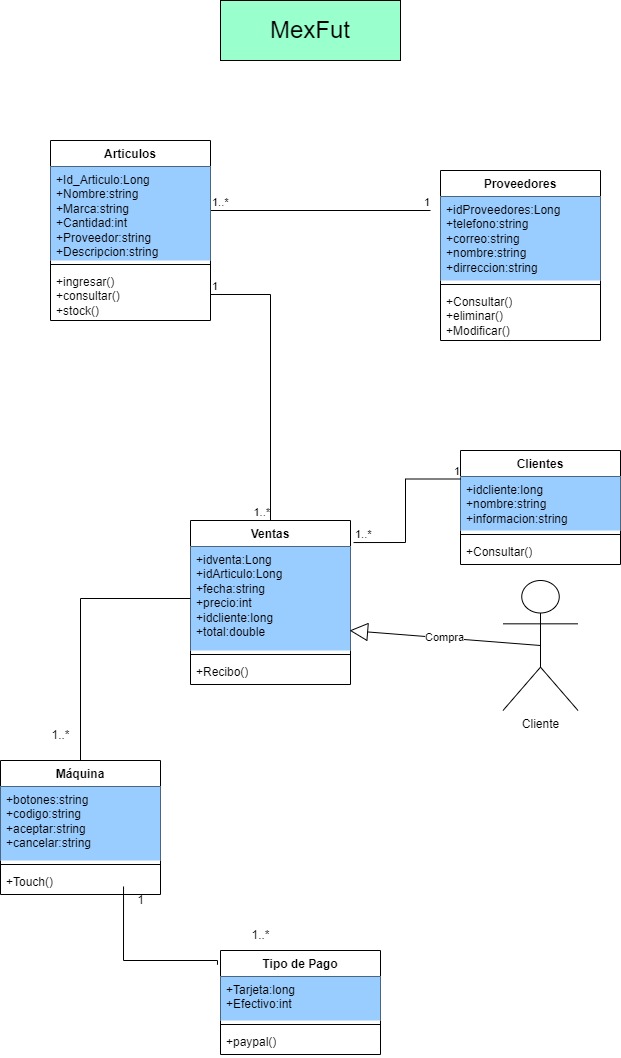 MexFut
Articulos
+Id_Articulo:Long
+Nombre:string
+Marca:string
+Cantidad:int
+Proveedor:string
+Descripcion:string
+ingresar()
+consultar()
+stock()
1..*
1
Proveedores
+idProveedores:Long
+telefono:string
+correo:string
+nombre:string
+dirreccion:string
+Consultar()
+eliminar()
+Modificar()
1
1..*
Clientes
+idcliente:long
+nombre:string
+informacion:string
+Consultar()
1
1..*
Ventas
+idventa:Long
+idArticulo:Long
+fecha:string
+precio:int
+idcliente:long
+total:double
+Recibo()
Compra
Cliente
1..*
Máquina
+botones:string
+codigo:string
+aceptar:string
+cancelar:string
+Touch()
1
1..*
Tipo de Pago
+Tarjeta:long
+Efectivo:int
+paypal()